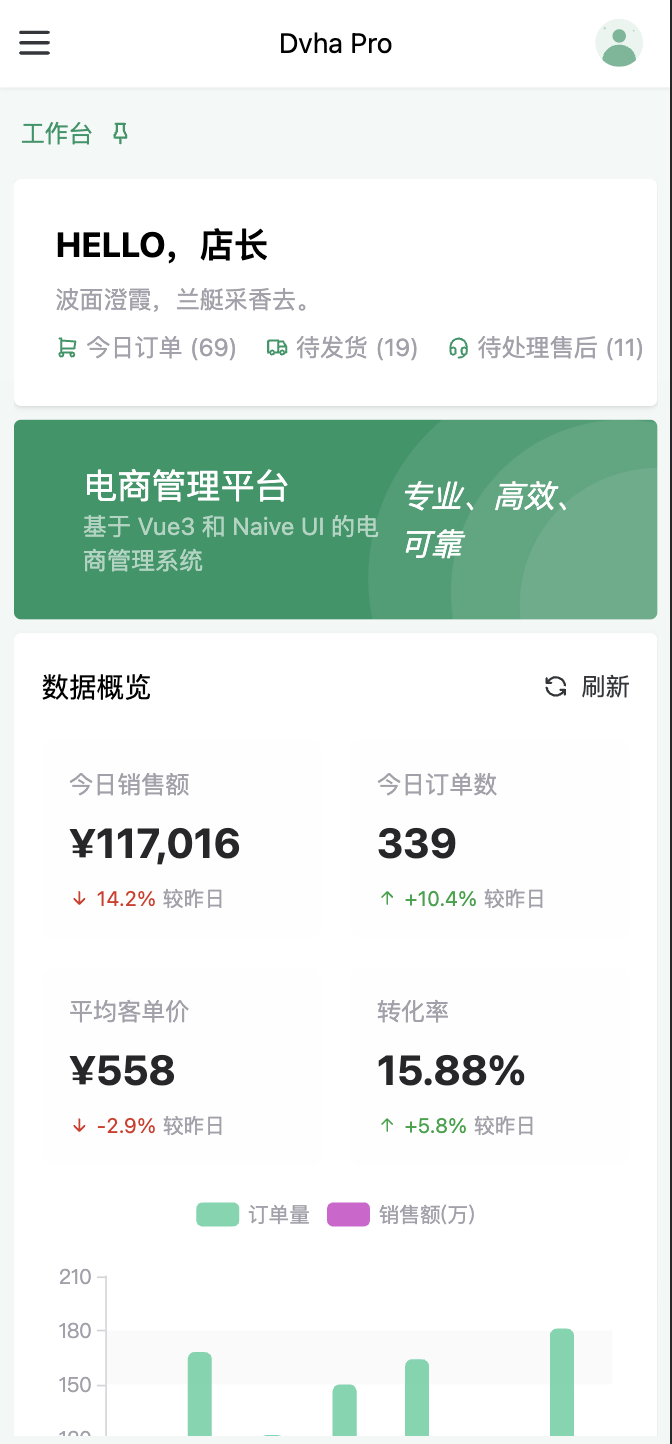 Dvha Pro
工作台
HELLO，店长
波面澄霞，兰艇采香去。
今日订单 (69) 待发货 (19) 待处理售后 (11)
电商管理平台
基于 Vue3 和 Naive UI 的电
商管理系统
专业、高效、
可靠
数据概览 刷新
今日销售额
¥117,016
↓ 14.2% 较昨日
今日订单数
339
↑ +10.4% 较昨日
平均客单价
¥558
↓ -2.9% 较昨日
转化率
15.88%
↑ +5.8% 较昨日
订单量 销售额(万)
210
180
150